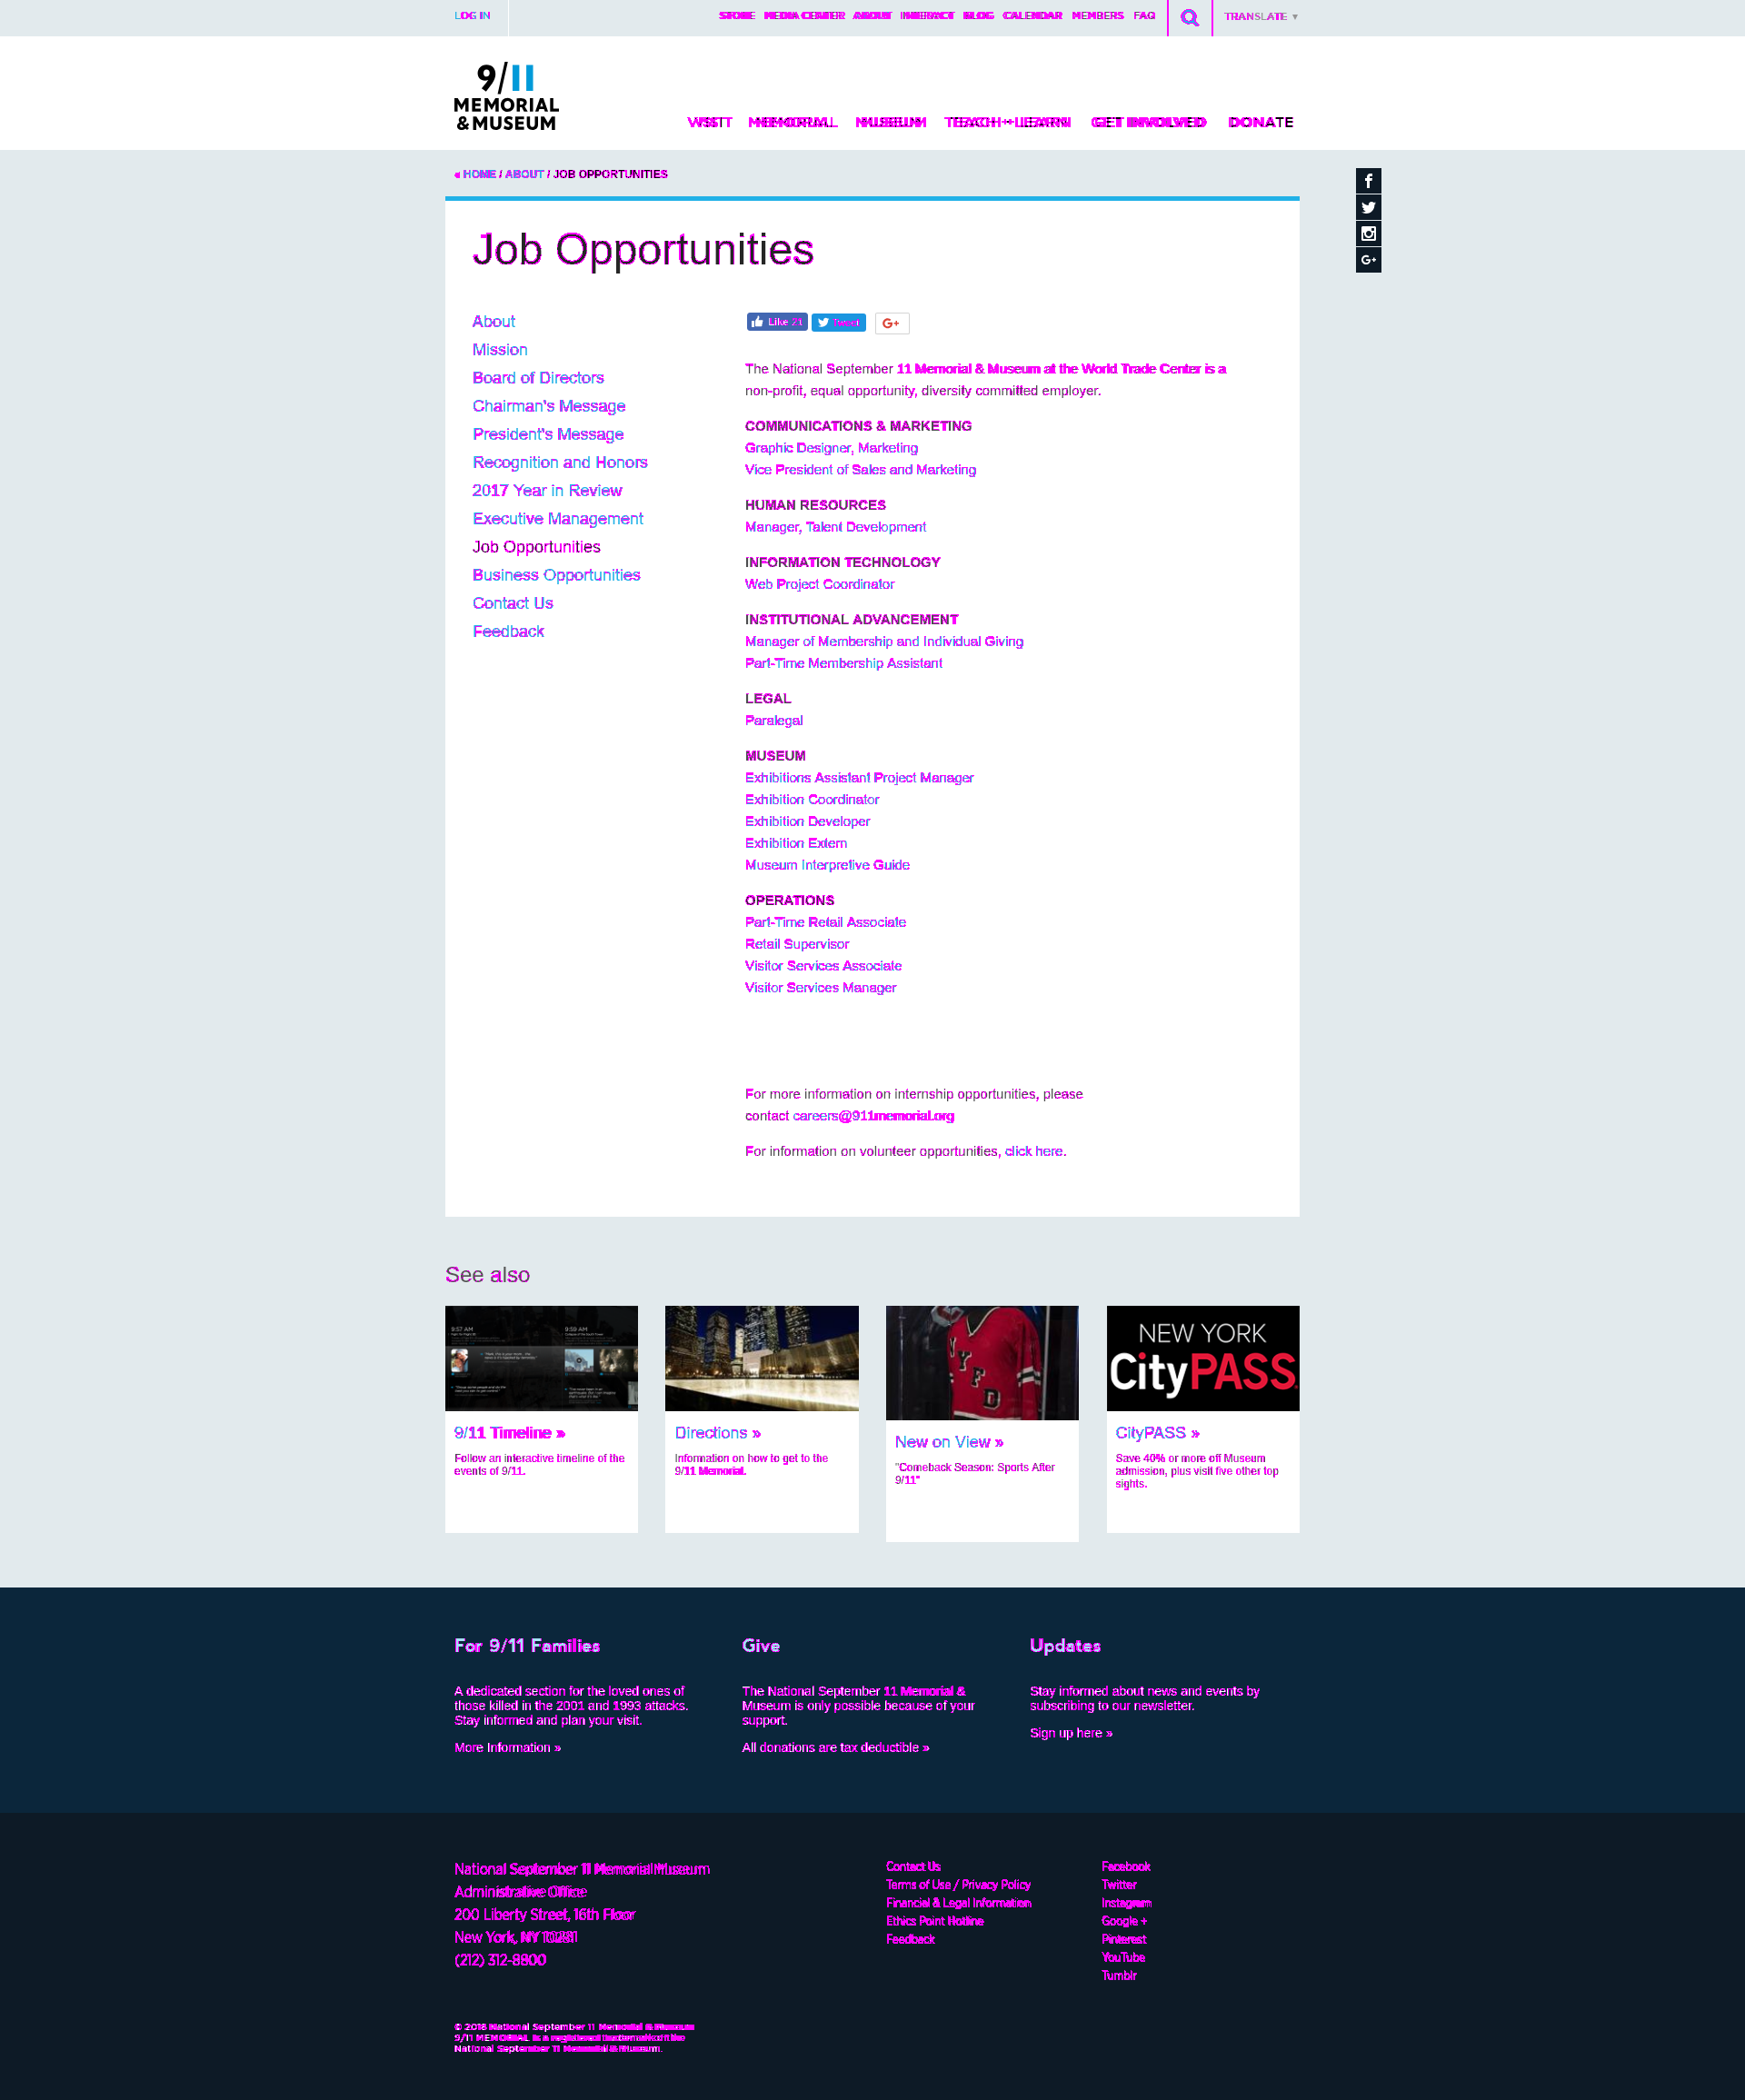 LOG IN
STORE MEDIA CENTER ABOUT INTERACT BLOG CALENDAR MEMBERS FAQ
TRANSLATE ▼
9/11
MEMORIAL
& MUSEUM
VISIT MEMORIAL MUSEUM TEACH + LEARN GET INVOLVED DONATE
« HOME / ABOUT / JOB OPPORTUNITIES
Job Opportunities
About
Mission
Board of Directors
Chairman's Message
President's Message
Recognition and Honors
2017 Year in Review
Executive Management
Job Opportunities
Business Opportunities
Contact Us
Feedback
Like
Tweet
G+
The National September 11 Memorial & Museum at the World Trade Center is a
non-profit, equal opportunity, diversity committed employer.
COMMUNICATIONS & MARKETING
Graphic Designer, Marketing
Vice President of Sales and Marketing
HUMAN RESOURCES
Manager, Talent Development
INFORMATION TECHNOLOGY
Web Project Coordinator
INSTITUTIONAL ADVANCEMENT
Manager of Membership and Individual Giving
Part-Time Membership Assistant
LEGAL
Paralegal
MUSEUM
Exhibitions Assistant Project Manager
Exhibition Coordinator
Exhibition Developer
Exhibition Extern
Museum Interpretive Guide
OPERATIONS
Part-Time Retail Associate
Retail Supervisor
Visitor Services Associate
Visitor Services Manager
For more information on internship opportunities, please
contact careers@911memorial.org
For information on volunteer opportunities, click here.
See also
9:57 AM
9:59 AM
NYFD
NEW YORK
CityPASS
9/11 Timeline »
Follow an interactive timeline of the
events of 9/11.
Directions »
Information on how to get to the
9/11 Memorial.
New on View »
"Comeback Season: Sports After
9/11"
CityPASS »
Save 40% or more off Museum
admission, plus visit five other top
sights.
For 9/11 Families
A dedicated section for the loved ones of
those killed in the 2001 and 1993 attacks.
Stay informed and plan your visit.
More Information »
Give
The National September 11 Memorial &
Museum is only possible because of your
support.
All donations are tax deductible »
Updates
Stay informed about news and events by
subscribing to our newsletter.
Sign up here »
National September 11 Memorial Museum
Administrative Office
200 Liberty Street, 16th Floor
New York, NY 10281
(212) 312-8800
Contact Us
Terms of Use / Privacy Policy
Financial & Legal Information
Ethics Point Hotline
Feedback
Facebook
Twitter
Instagram
Google +
Pinterest
YouTube
Tumblr
© 2018 National September 11 Memorial & Museum
9/11 MEMORIAL is a registered trademark of the
National September 11 Memorial & Museum.